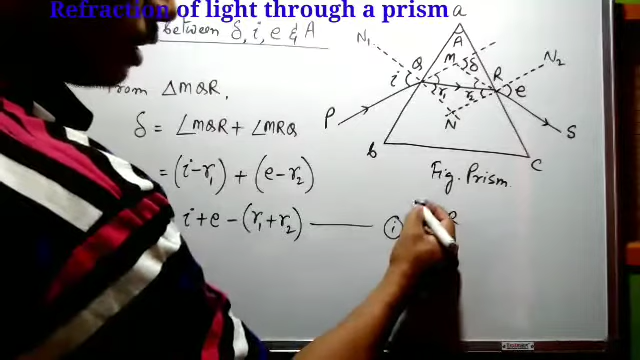 Refraction of light through a prism
between δ, i, e & A
from △MQR,
δ = ∠MQR + ∠MRQ
= (i-r₁) + (e-r₂)
i+e-(r₁+r₂) ——— (i)
a
A
N₁
M
δ
N₂
Q
R
i
r₁
r₂
e
P
N
S
b
c
Fig. Prism.